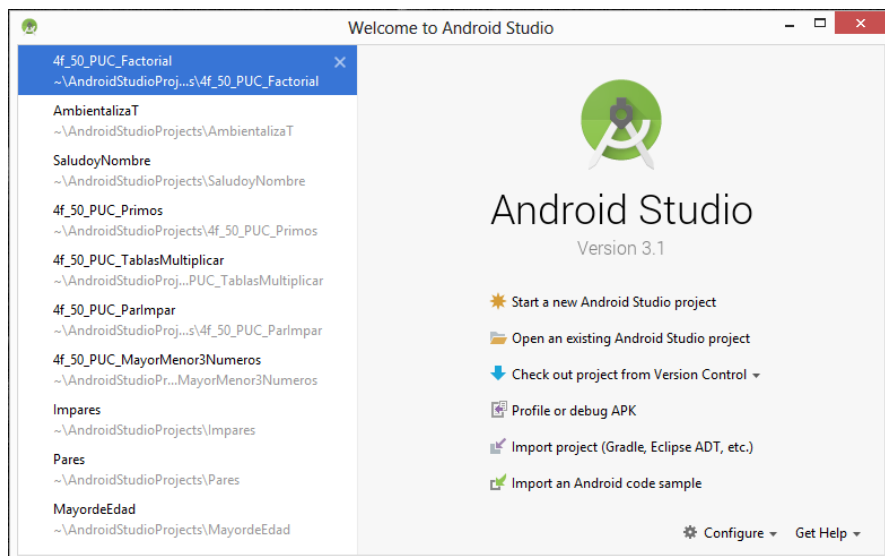 Welcome to Android Studio
4f_50_PUC_Factorial
~\AndroidStudioProj...s\4f_50_PUC_Factorial
AmbientalizaT
~\AndroidStudioProjects\AmbientalizaT
SaludoyNombre
~\AndroidStudioProjects\SaludoyNombre
4f_50_PUC_Primos
~\AndroidStudioProjects\4f_50_PUC_Primos
4f_50_PUC_TablasMultiplicar
~\AndroidStudioProj...PUC_TablasMultiplicar
4f_50_PUC_ParImpar
~\AndroidStudioProj...s\4f_50_PUC_ParImpar
4f_50_PUC_MayorMenor3Numeros
~\AndroidStudioPr...MayorMenor3Numeros
Impares
~\AndroidStudioProjects\Impares
Pares
~\AndroidStudioProjects\Pares
MayordeEdad
~\AndroidStudioProjects\MayordeEdad
Android Studio
Version 3.1
Start a new Android Studio project
Open an existing Android Studio project
Check out project from Version Control
Profile or debug APK
Import project (Gradle, Eclipse ADT, etc.)
Import an Android code sample
Configure Get Help